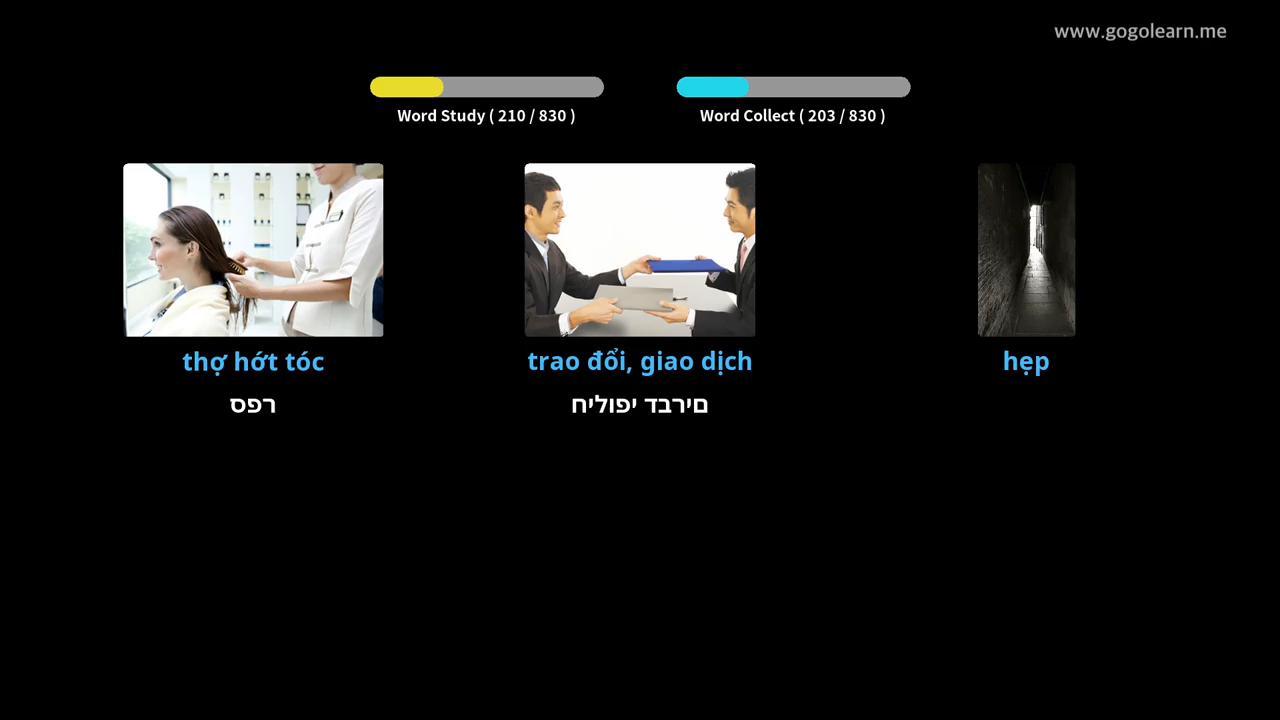 www.gogolearn.me
Word Study ( 210 / 830 )
Word Collect ( 203 / 830 )
thợ hớt tóc
רפס
trao đổi, giao dịch
םירבד יפוליח
hẹp